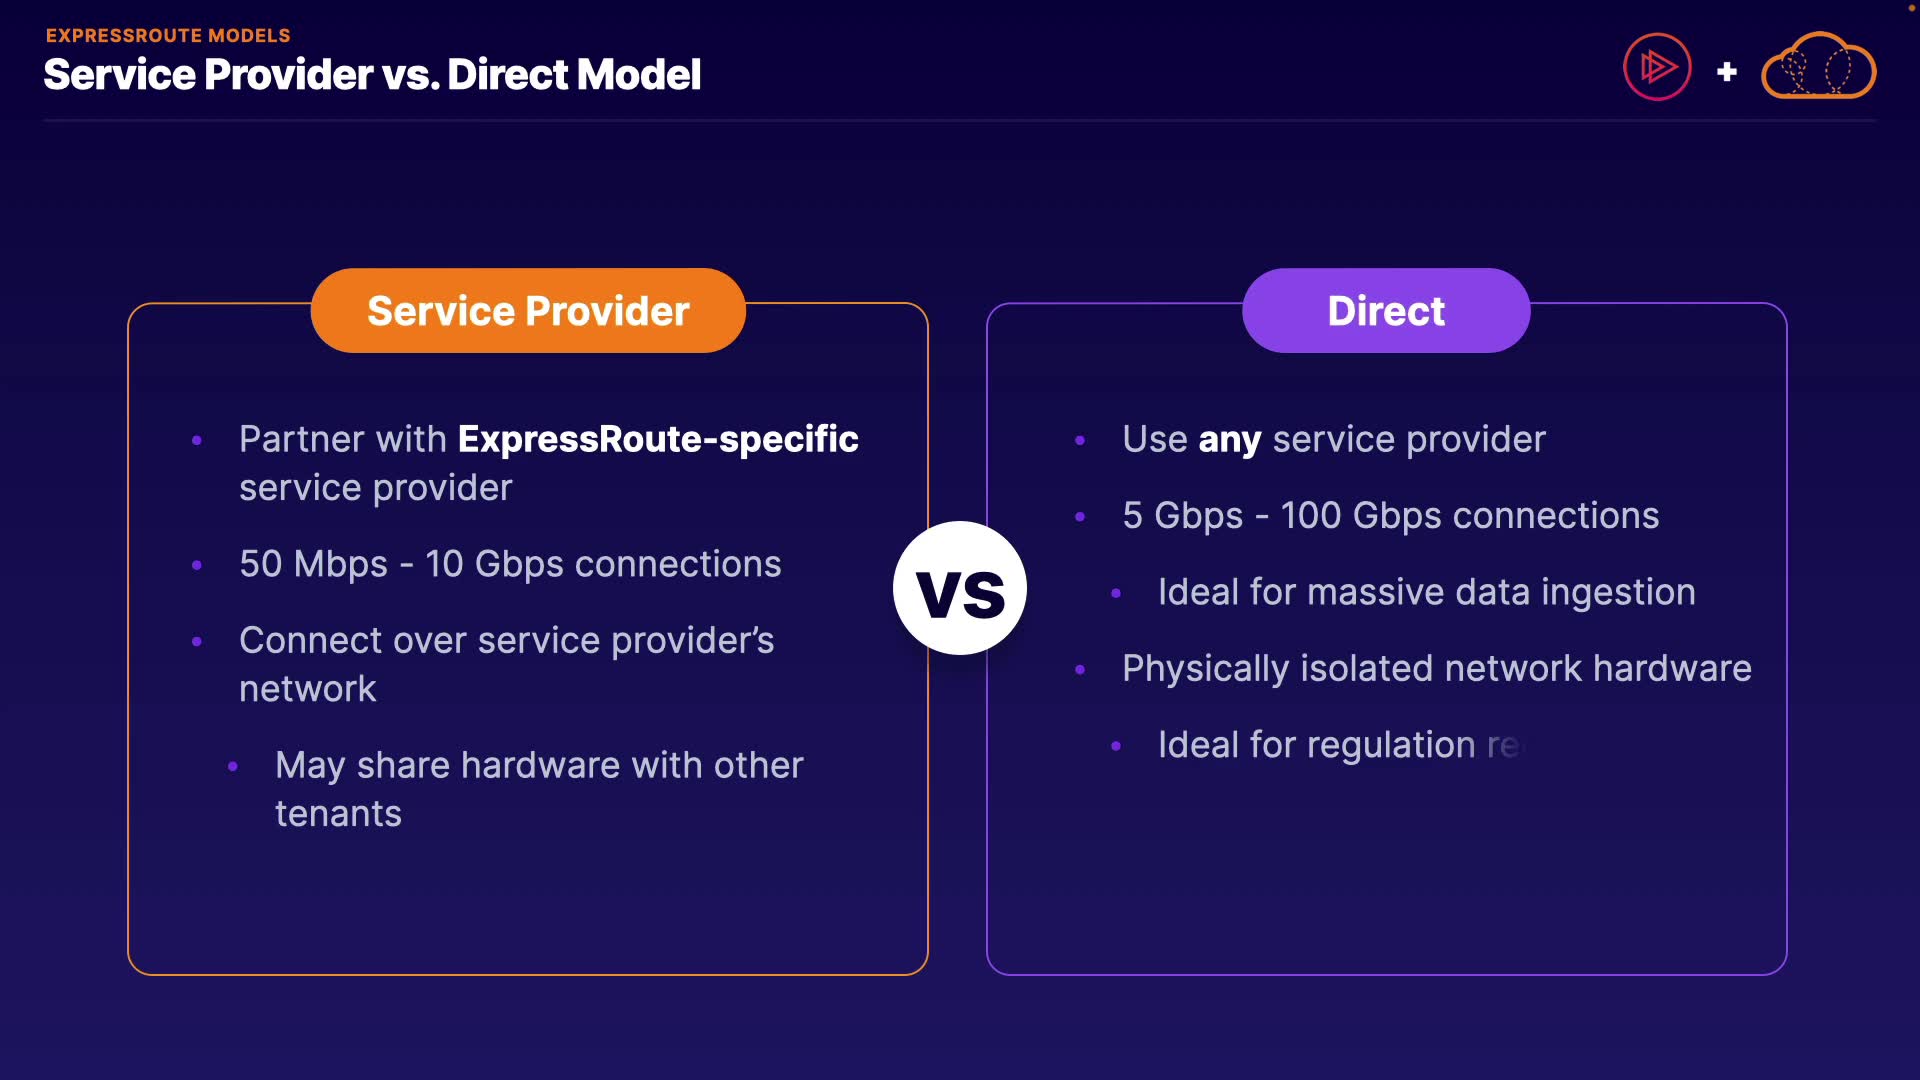 EXPRESSROUTE MODELS
Service Provider vs. Direct Model
+
Service Provider
Partner with ExpressRoute-specific
service provider
50 Mbps - 10 Gbps connections
Connect over service provider’s
network
May share hardware with other
tenants
VS
Direct
Use any service provider
5 Gbps - 100 Gbps connections
Ideal for massive data ingestion
Physically isolated network hardware
Ideal for regulation